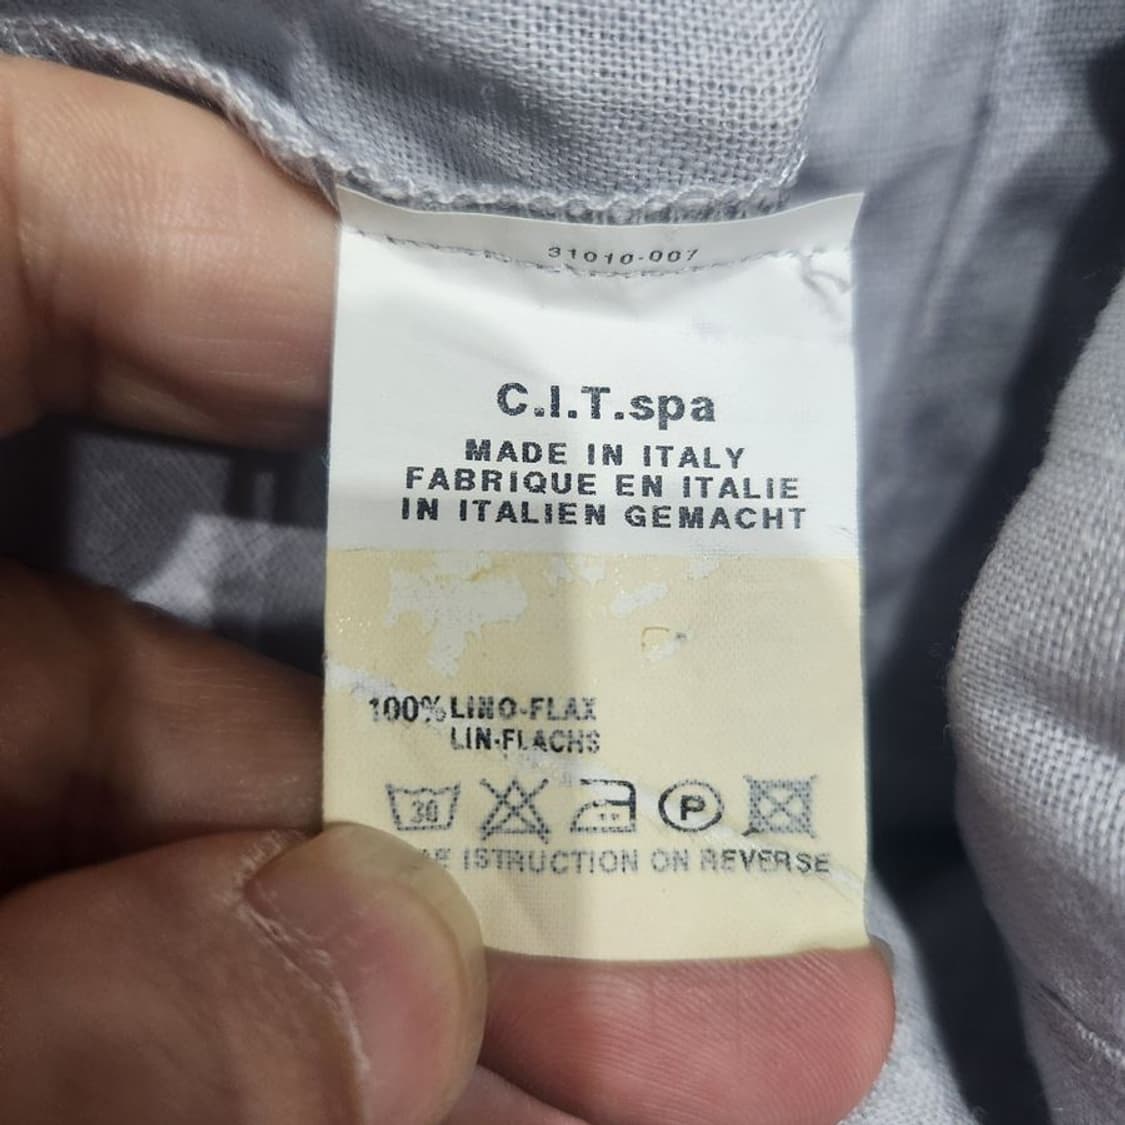 31010-007
C.I.T.spa
MADE IN ITALY
FABRIQUE EN ITALIE
IN ITALIEN GEMACHT
100% LINO-FLAX
LIN-FLACHS
30 P
ISTRUCTION ON REVERSE